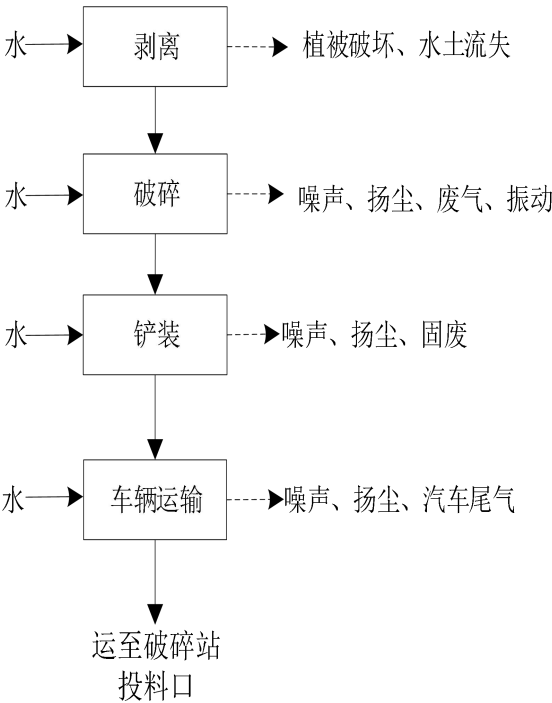 水 剥离 植被破坏、水土流失
水 破碎 噪声、扬尘、废气、振动
水 铲装 噪声、扬尘、固废
水 车辆运输 噪声、扬尘、汽车尾气
运至破碎站
投料口